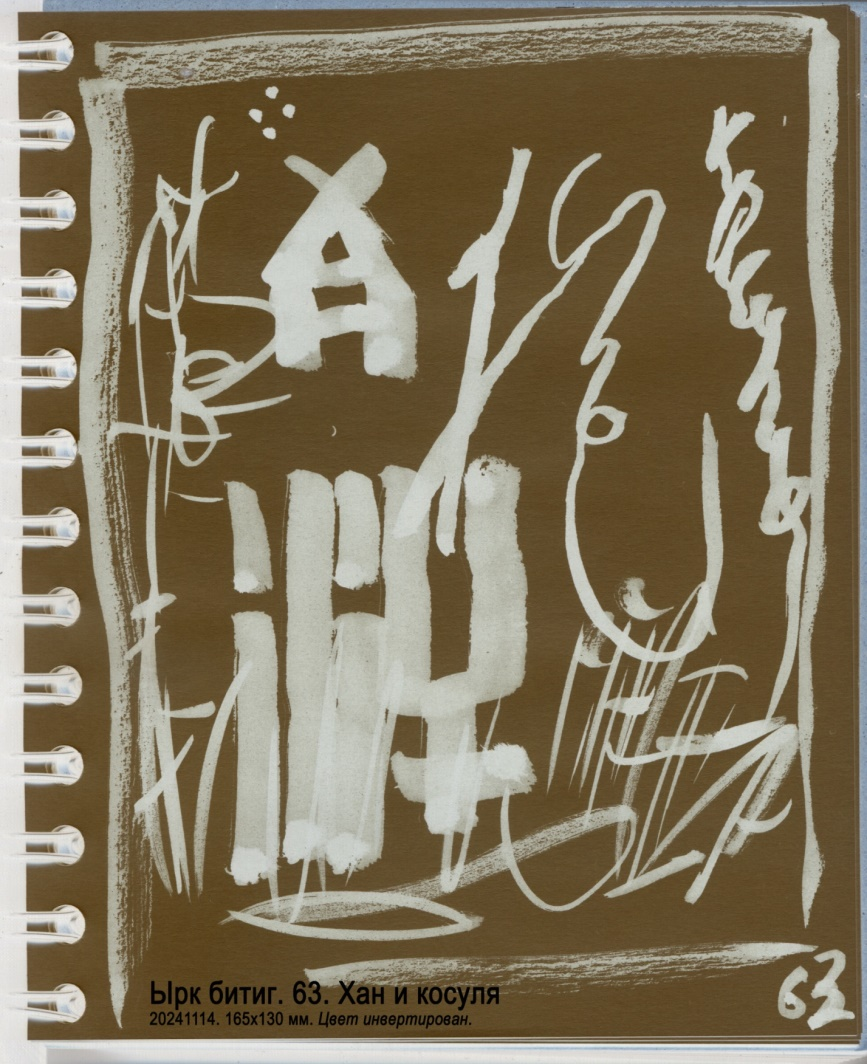 Ырк битиг. 63. Хан и косуля
20241114. 165x130 мм. Цвет инвертирован.
63